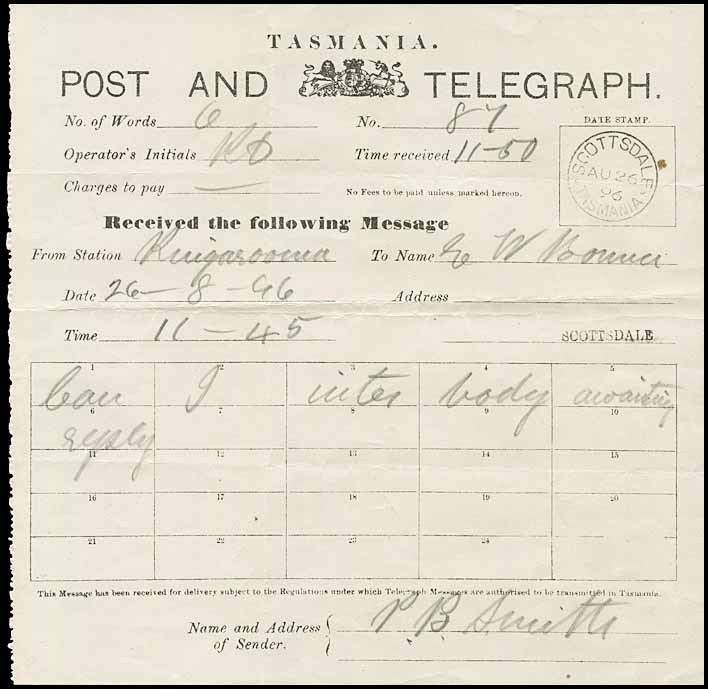 TASMANIA.
POST AND TELEGRAPH.
No. of Words 6 No. 87 DATE STAMP.
Operator's Initials Time received 11-50
SCOTTSDALE AU 26 96 TASMANIA
Charges to pay — No Fees to be paid unless marked hereon.
Received the following Message
From Station Ringarooma To Name E W Bonner
Date 26-8-96 Address
Time 11-45 SCOTTSDALE
1 2 3 4 5
Can I inter body awaiting
6 7 8 9 10
reply
11 12 13 14 15
16 17 18 19 20
21 22 23 24
This Message has been received for delivery subject to the Regulations under which Telegraph Messages are authorised to be transmitted in Tasmania.
Name and Address P B Smith
of Sender.